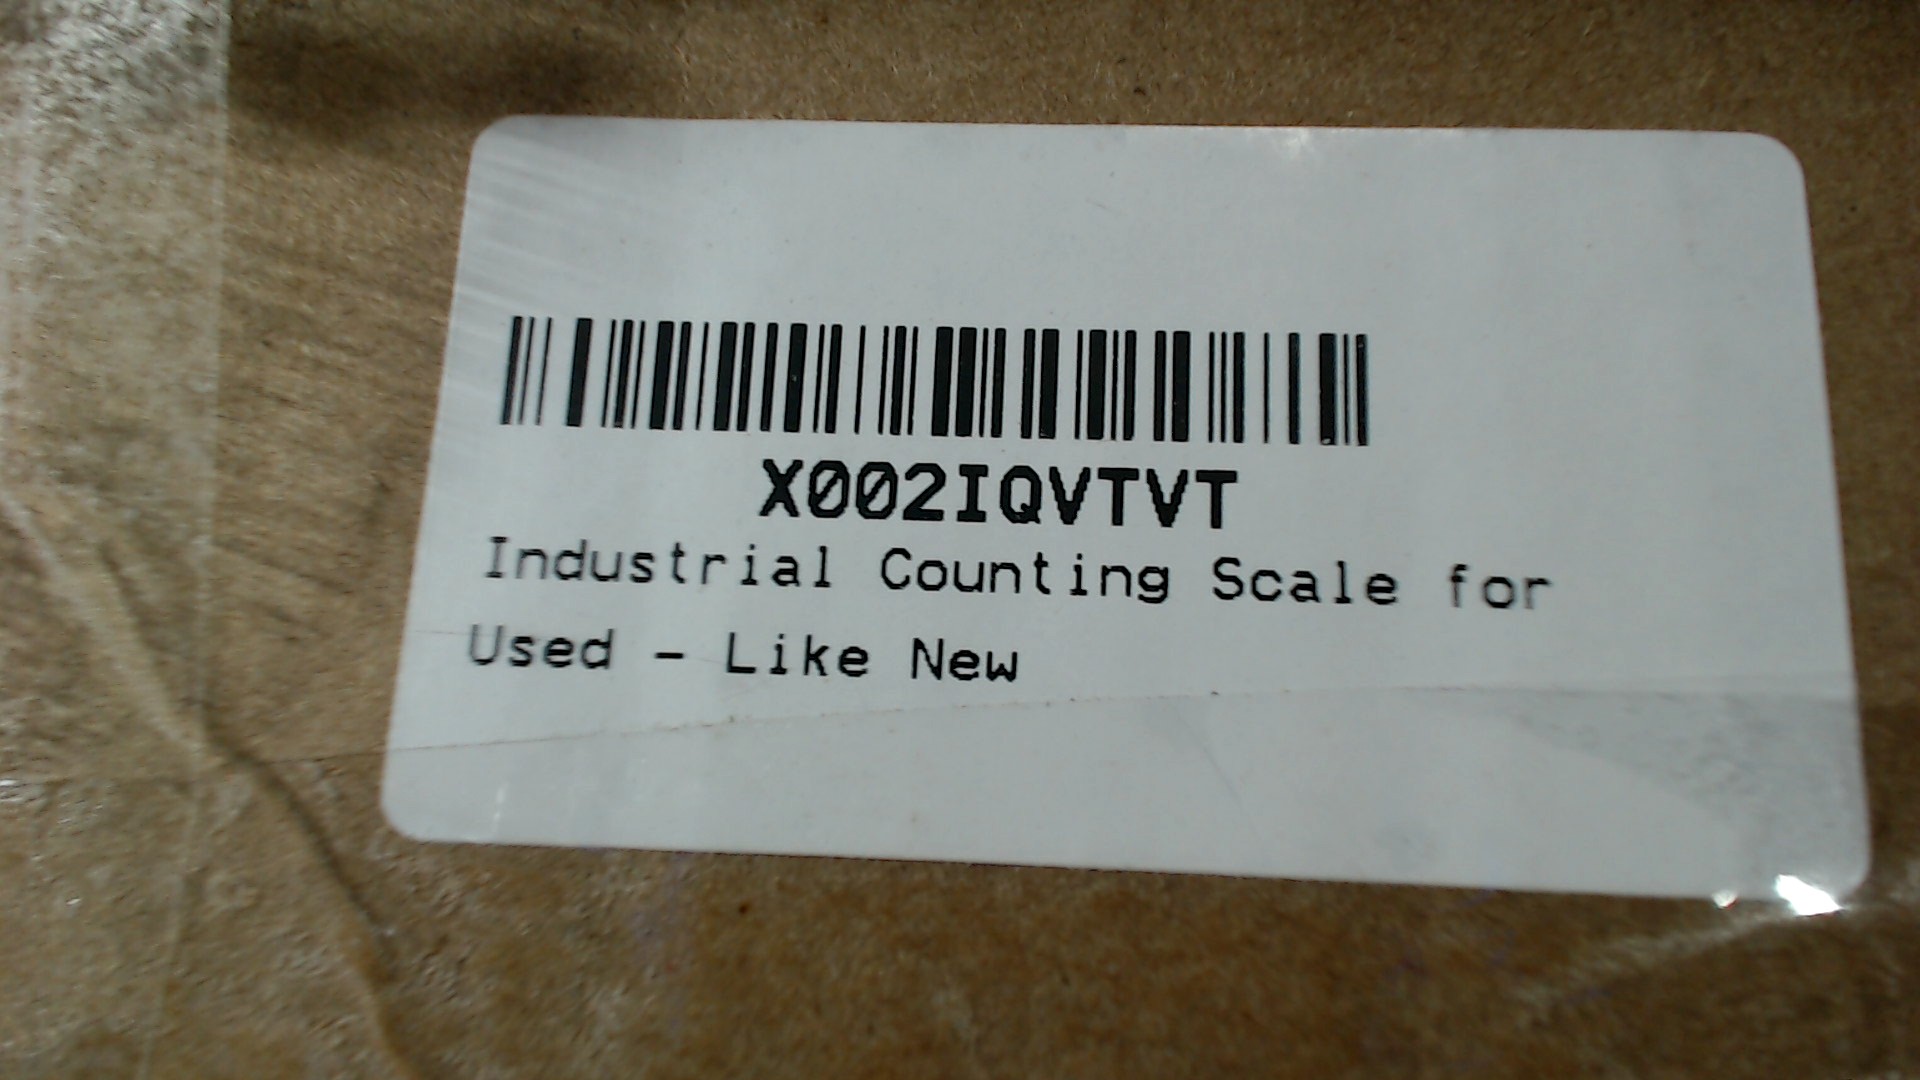 X002IQVTVT
Industrial Counting Scale for
Used - Like New